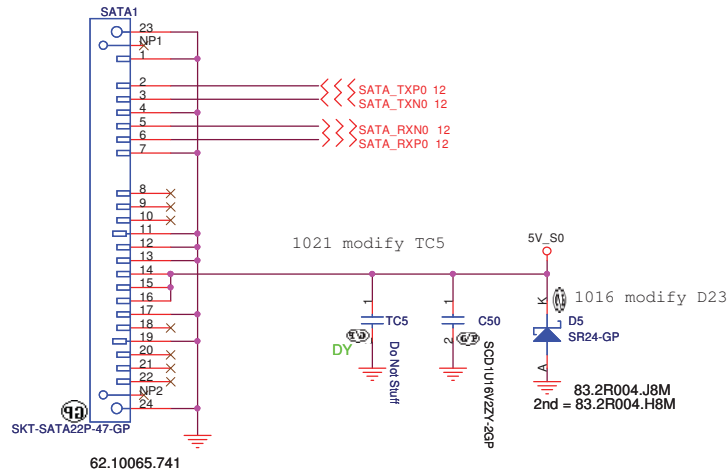 SATA1
23
NP1
1
2
SATA_TXP0 12
3
SATA_TXN0 12
4
5
SATA_RXN0 12
6
SATA_RXP0 12
7
8
9
10
11
12
13
14
15
16
17
18
19
20
21
22
NP2
24
GP
SKT-SATA22P-47-GP
62.10065.741
1021 modify TC5
5V_S0
1016 modify D23
1
TC5
DY
Do Not Stuff
1
C50
2
SCD1U16V2ZY-2GP
K
D5
SR24-GP
A
83.2R004.J8M
2nd = 83.2R004.H8M